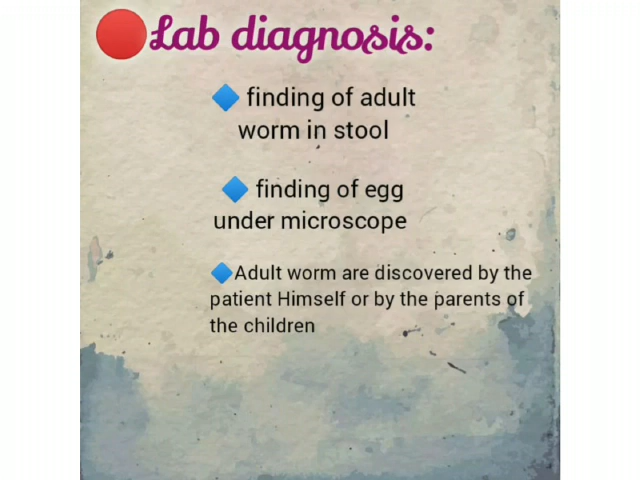 🔴Lab diagnosis:
🔷 finding of adult
worm in stool
🔷 finding of egg
under microscope
🔷Adult worm are discovered by the
patient Himself or by the parents of
the children